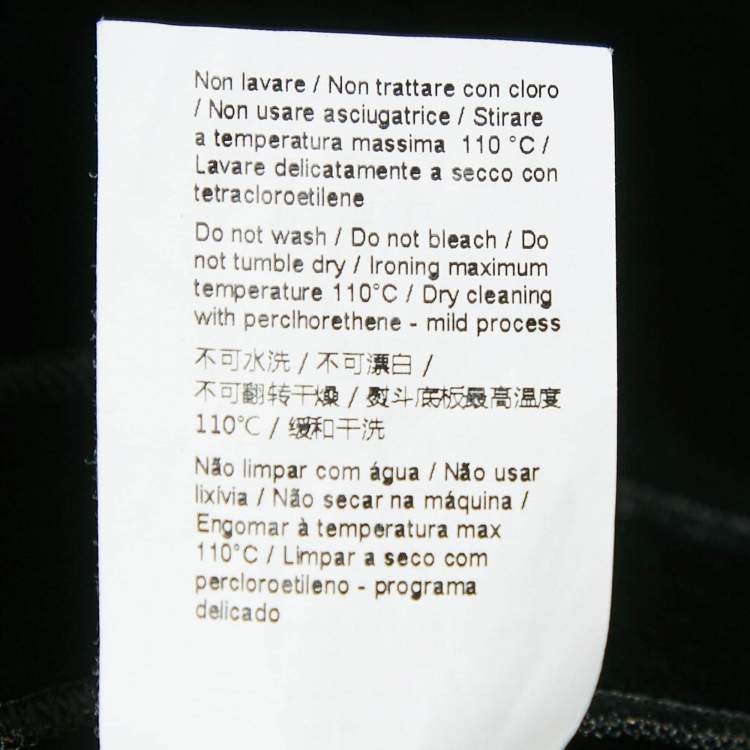 Non lavare / Non trattare con cloro
/ Non usare asciugatrice / Stirare
a temperatura massima 110 °C /
Lavare delicatamente a secco con
tetracloroetilene
Do not wash / Do not bleach / Do
not tumble dry / Ironing maximum
temperature 110°C / Dry cleaning
with perclhorethene - mild process
不可水洗 / 不可漂白 /
不可翻转干燥 / 熨斗底板最高温度
110°C / 缓和干洗
Não limpar com água / Não usar
lixívia / Não secar na máquina /
Engomar à temperatura max
110°C / Limpar a seco com
percloroetileno - programa
delicado